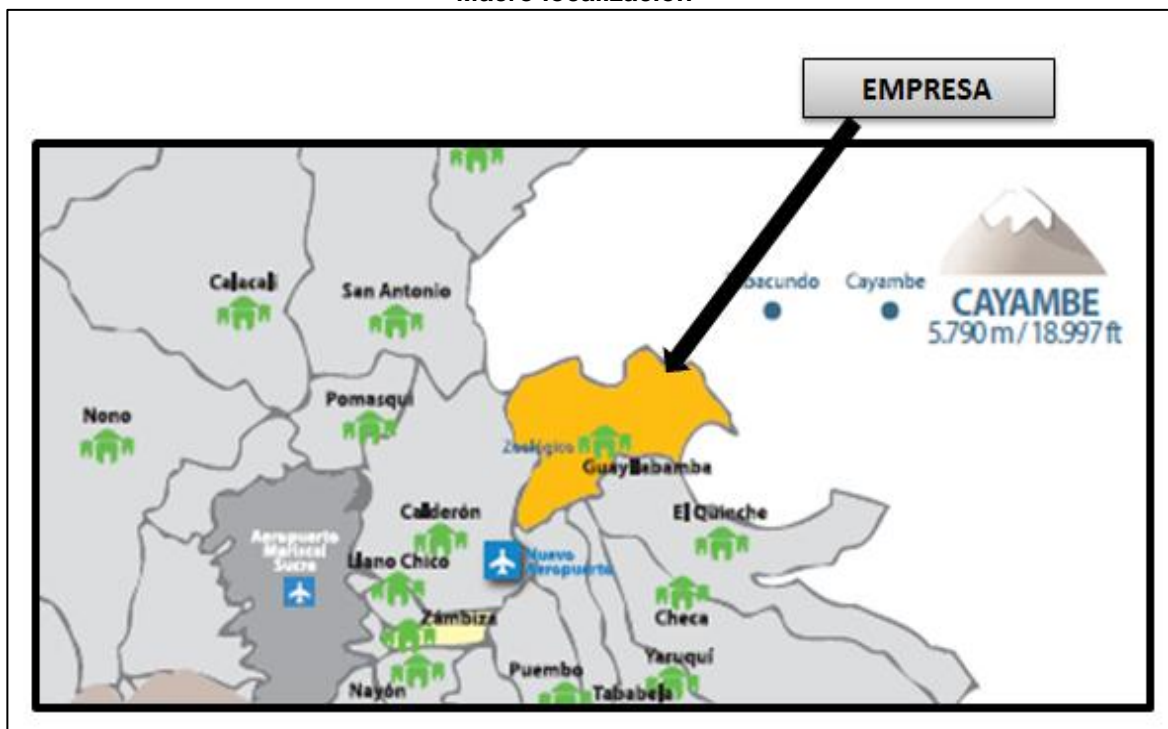 EMPRESA
Calacali
San Antonio
Cayambe
CAYAMBE
5.790 m / 18.997 ft
Pomasqui
Nono
Zoológico
Guayllabamba
Calderón
El Quinche
Aeropuerto
Mariscal
Sucre
Llano Chico
Nuevo
Aeropuerto
Zámbiza
Checa
Puembo
Yaruquí
Nayón
Tababela